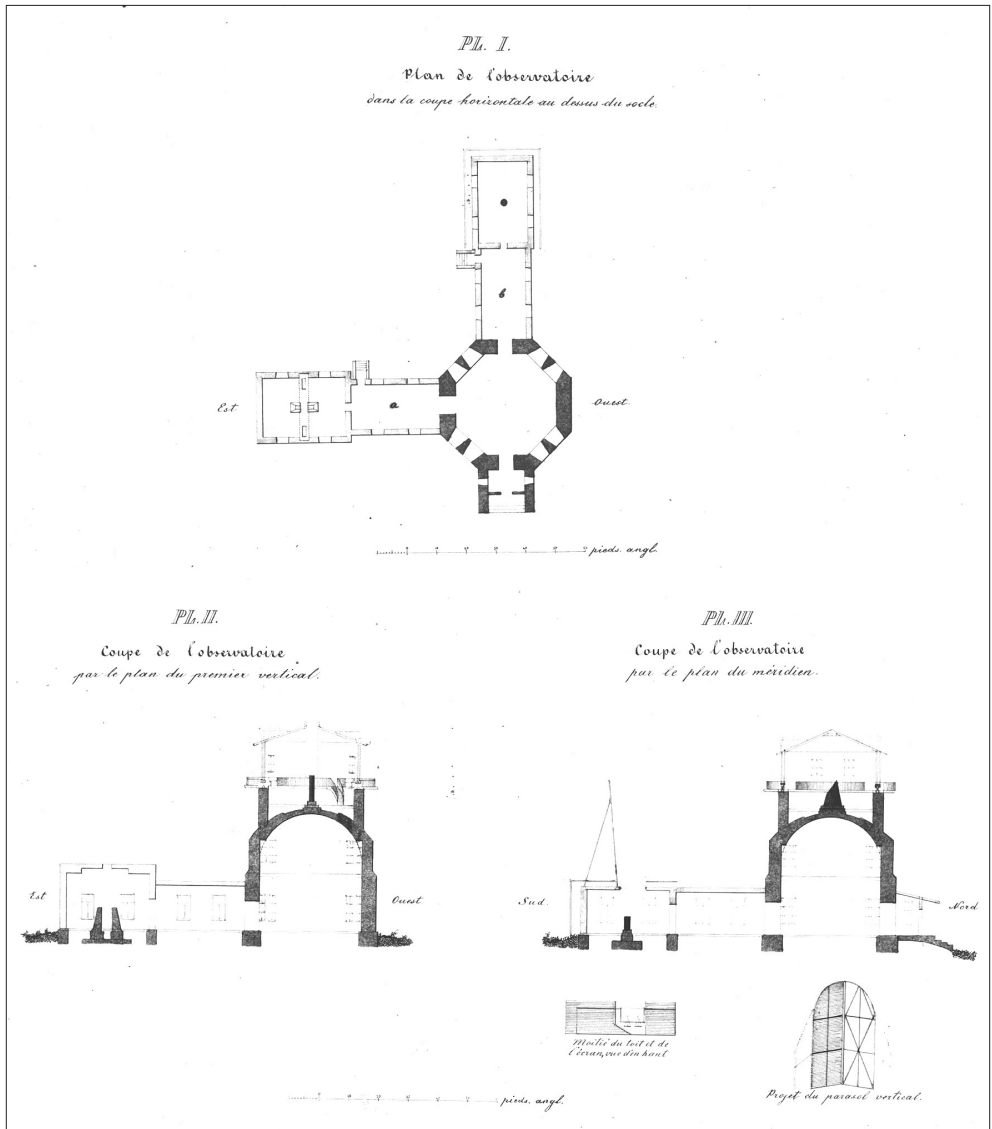 PL. I.
Plan de l'observatoire
dans la coupe horizontale au dessus du socle.
b
Est
a
Ouest
pieds. angl.
PL. II.
Coupe de l'observatoire
par le plan du premier vertical.
PL. III.
Coupe de l'observatoire
par le plan du méridien.
Est
Ouest
Sud.
Nord
Moitié du toit et de
l'écran, vue d'en haut
Projet du parasol vertical.
pieds. angl.